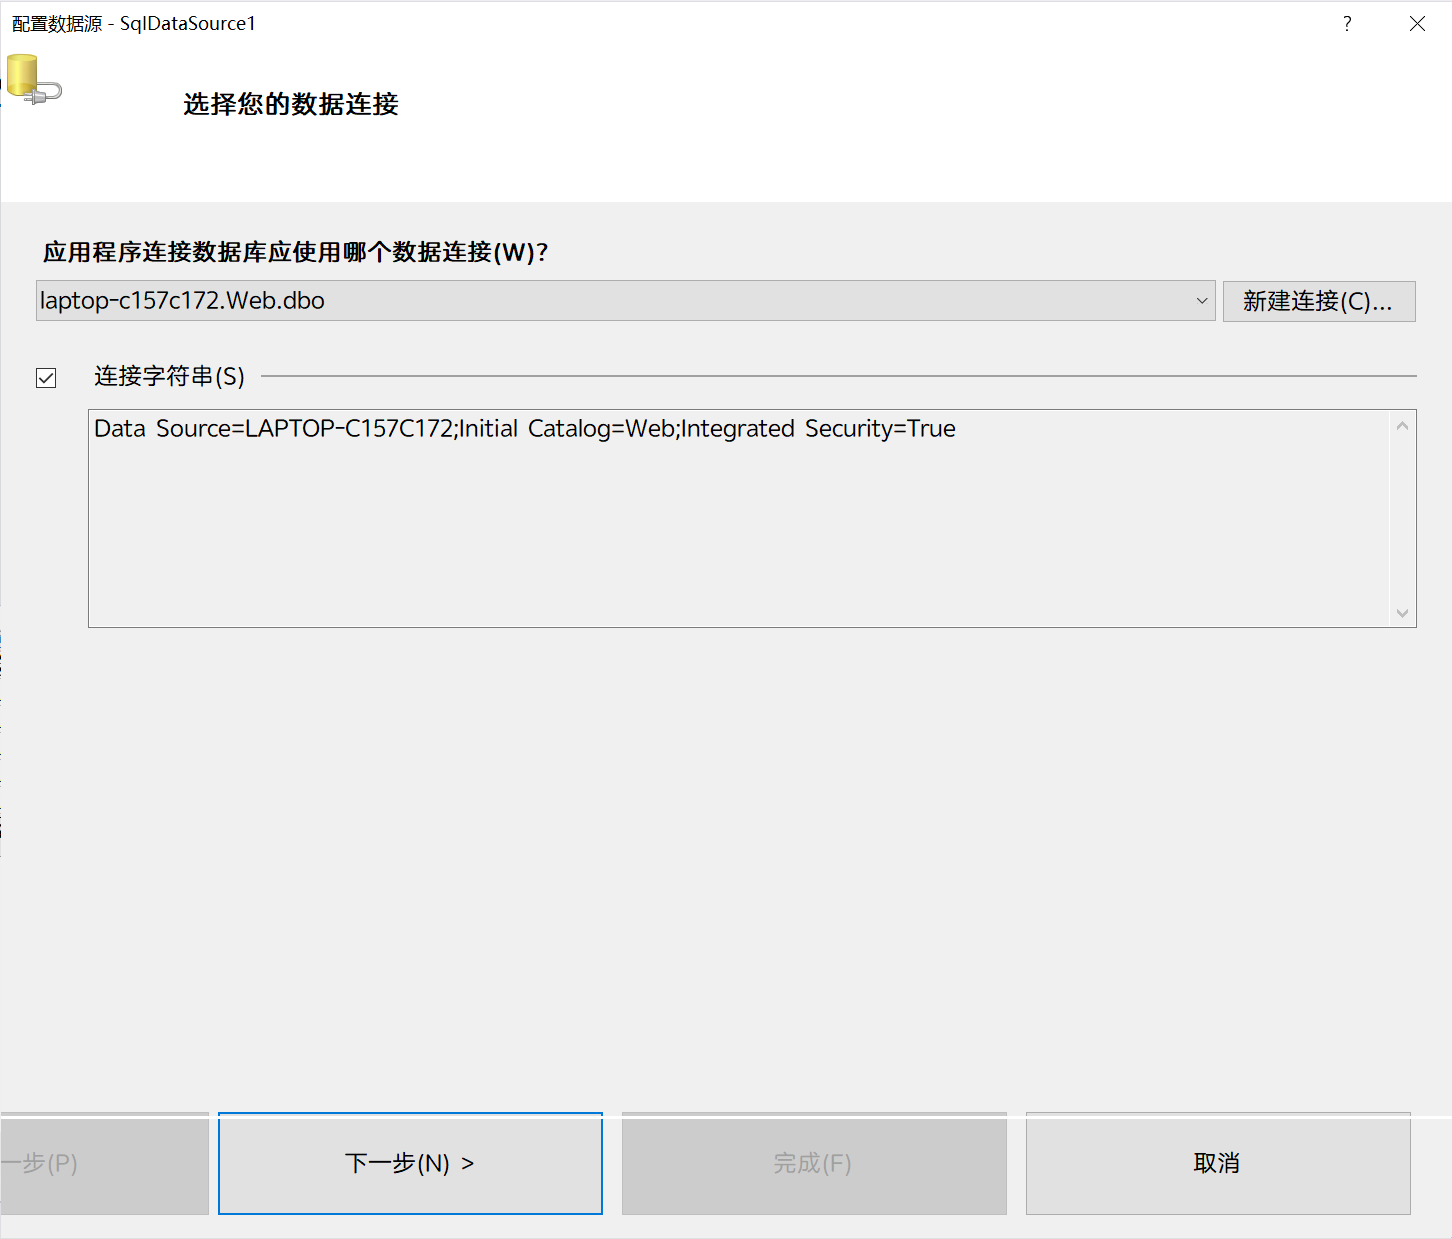 配置数据源 - SqlDataSource1
选择您的数据连接
应用程序连接数据库应使用哪个数据连接(W)?
laptop-c157c172.Web.dbo
新建连接(C)...
连接字符串(S)
Data Source=LAPTOP-C157C172;Initial Catalog=Web;Integrated Security=True
一步(P)
下一步(N) >
完成(F)
取消